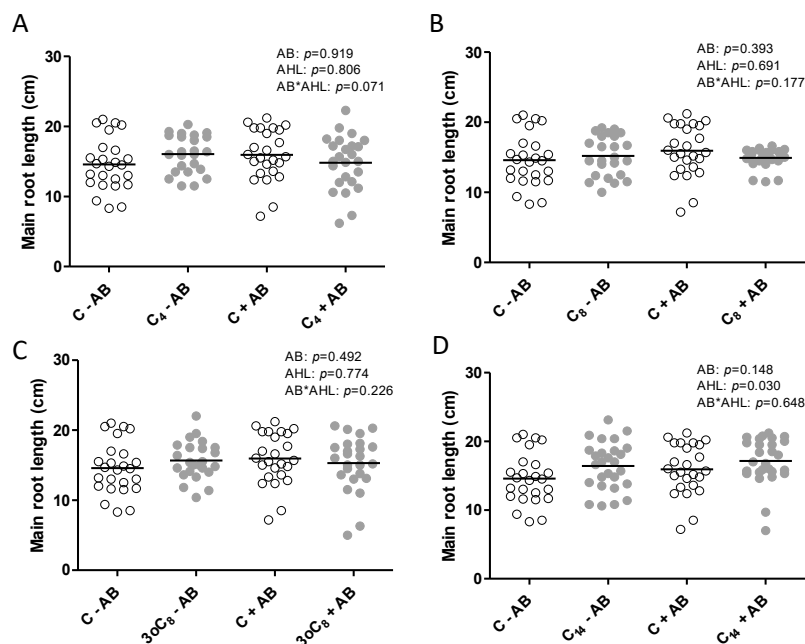 A
Main root length (cm)
30
20
10
0
AB: p=0.919
AHL: p=0.806
AB*AHL: p=0.071
C - AB
C₄ - AB
C + AB
C₄ + AB
B
Main root length (cm)
30
20
10
0
AB: p=0.393
AHL: p=0.691
AB*AHL: p=0.177
C - AB
C₈ - AB
C + AB
C₈ + AB
C
Main root length (cm)
30
20
10
0
AB: p=0.492
AHL: p=0.774
AB*AHL: p=0.226
C - AB
3oC₈ - AB
C + AB
3oC₈ + AB
D
Main root length (cm)
30
20
10
0
AB: p=0.148
AHL: p=0.030
AB*AHL: p=0.648
C - AB
C₁₄ - AB
C + AB
C₁₄ + AB